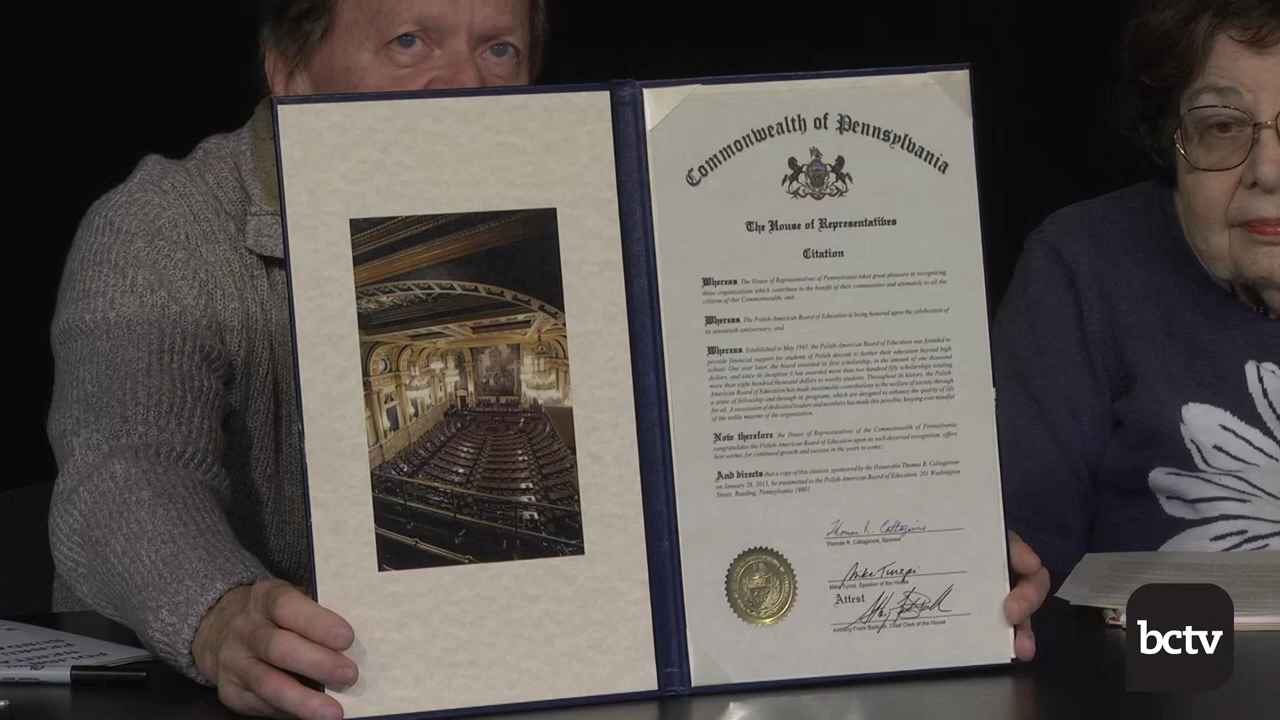 Commonwealth of Pennsylvania
The House of Representatives
Citation
Whereas, The House of Representatives of Pennsylvania takes great pleasure in recognizing
those organizations which contribute to the benefit of their communities and ultimately to all the
citizens of this Commonwealth; and
Whereas, The Polish-American Board of Education is being honored upon the celebration of
its seventieth anniversary; and
Whereas, Established in May 1945, the Polish-American Board of Education was founded to
provide financial support for students of Polish descent to further their education beyond high
school. One year later, the board awarded its first scholarship, in the amount of one thousand
dollars, and since its inception it has awarded more than two hundred fifty scholarships totaling
more than eight hundred thousand dollars to worthy students. Throughout its history, the Polish-
American Board of Education has made inestimable contributions to the welfare of society through
a sense of fellowship and through its programs, which are designed to enhance the quality of life
for all. A succession of dedicated leaders and members has made this possible, keeping ever mindful
of the noble maxims of the organization.
Now therefore, the House of Representatives of the Commonwealth of Pennsylvania
congratulates the Polish-American Board of Education upon its well-deserved recognition, offers
best wishes for continued growth and success in the years to come;
And directs that a copy of this citation, sponsored by the Honorable Thomas R. Caltagirone
on January 28, 2015, be transmitted to the Polish-American Board of Education, 201 Washington
Street, Reading, Pennsylvania 19601.
Thomas R. Caltagirone
Thomas R. Caltagirone, Sponsor
Mike Turzai
Mike Turzai, Speaker of the House
Attest
Anthony Frank Barbush, Chief Clerk of the House
bctv